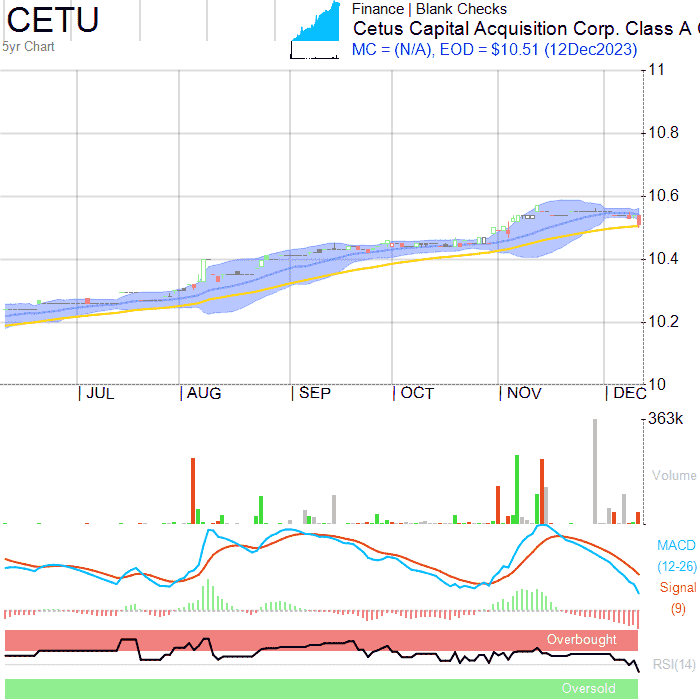 CETU
5yr Chart
Finance | Blank Checks
Cetus Capital Acquisition Corp. Class A
MC = (N/A), EOD = $10.51 (12Dec2023)
11
10.8
10.6
10.4
10.2
10
JUL AUG SEP OCT NOV DEC
363k
Volume
MACD
(12-26)
Signal
(9)
Overbought
RSI(14)
Oversold